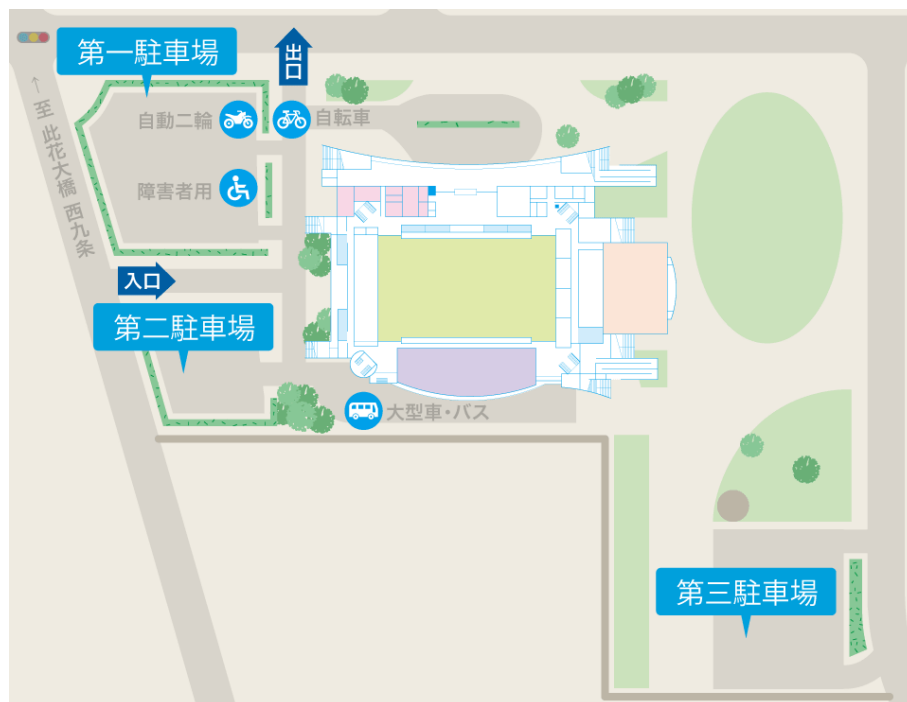 第一駐車場
出口
自動二輪
自転車
障害者用
←至 此花大橋 西九条
入口
第二駐車場
大型車・バス
第三駐車場